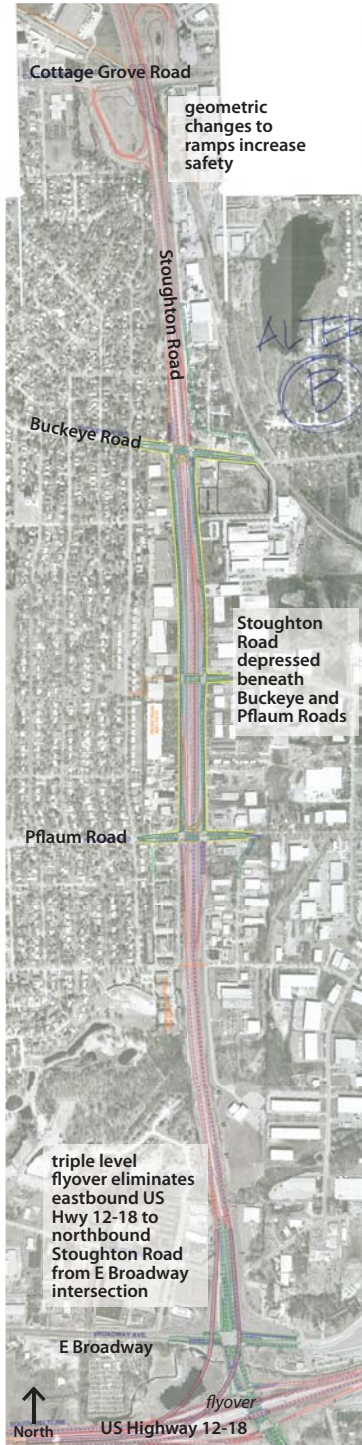 Cottage Grove Road
geometric
changes to
ramps increase
safety
Stoughton Road
B
Buckeye Road
Stoughton
Road
depressed
beneath
Buckeye and
Pflaum Roads
Pflaum Road
triple level
flyover eliminates
eastbound US
Hwy 12-18 to
northbound
Stoughton Road
from E Broadway
intersection
BROADWAY AVE.
E Broadway
flyover
North
US Highway 12-18